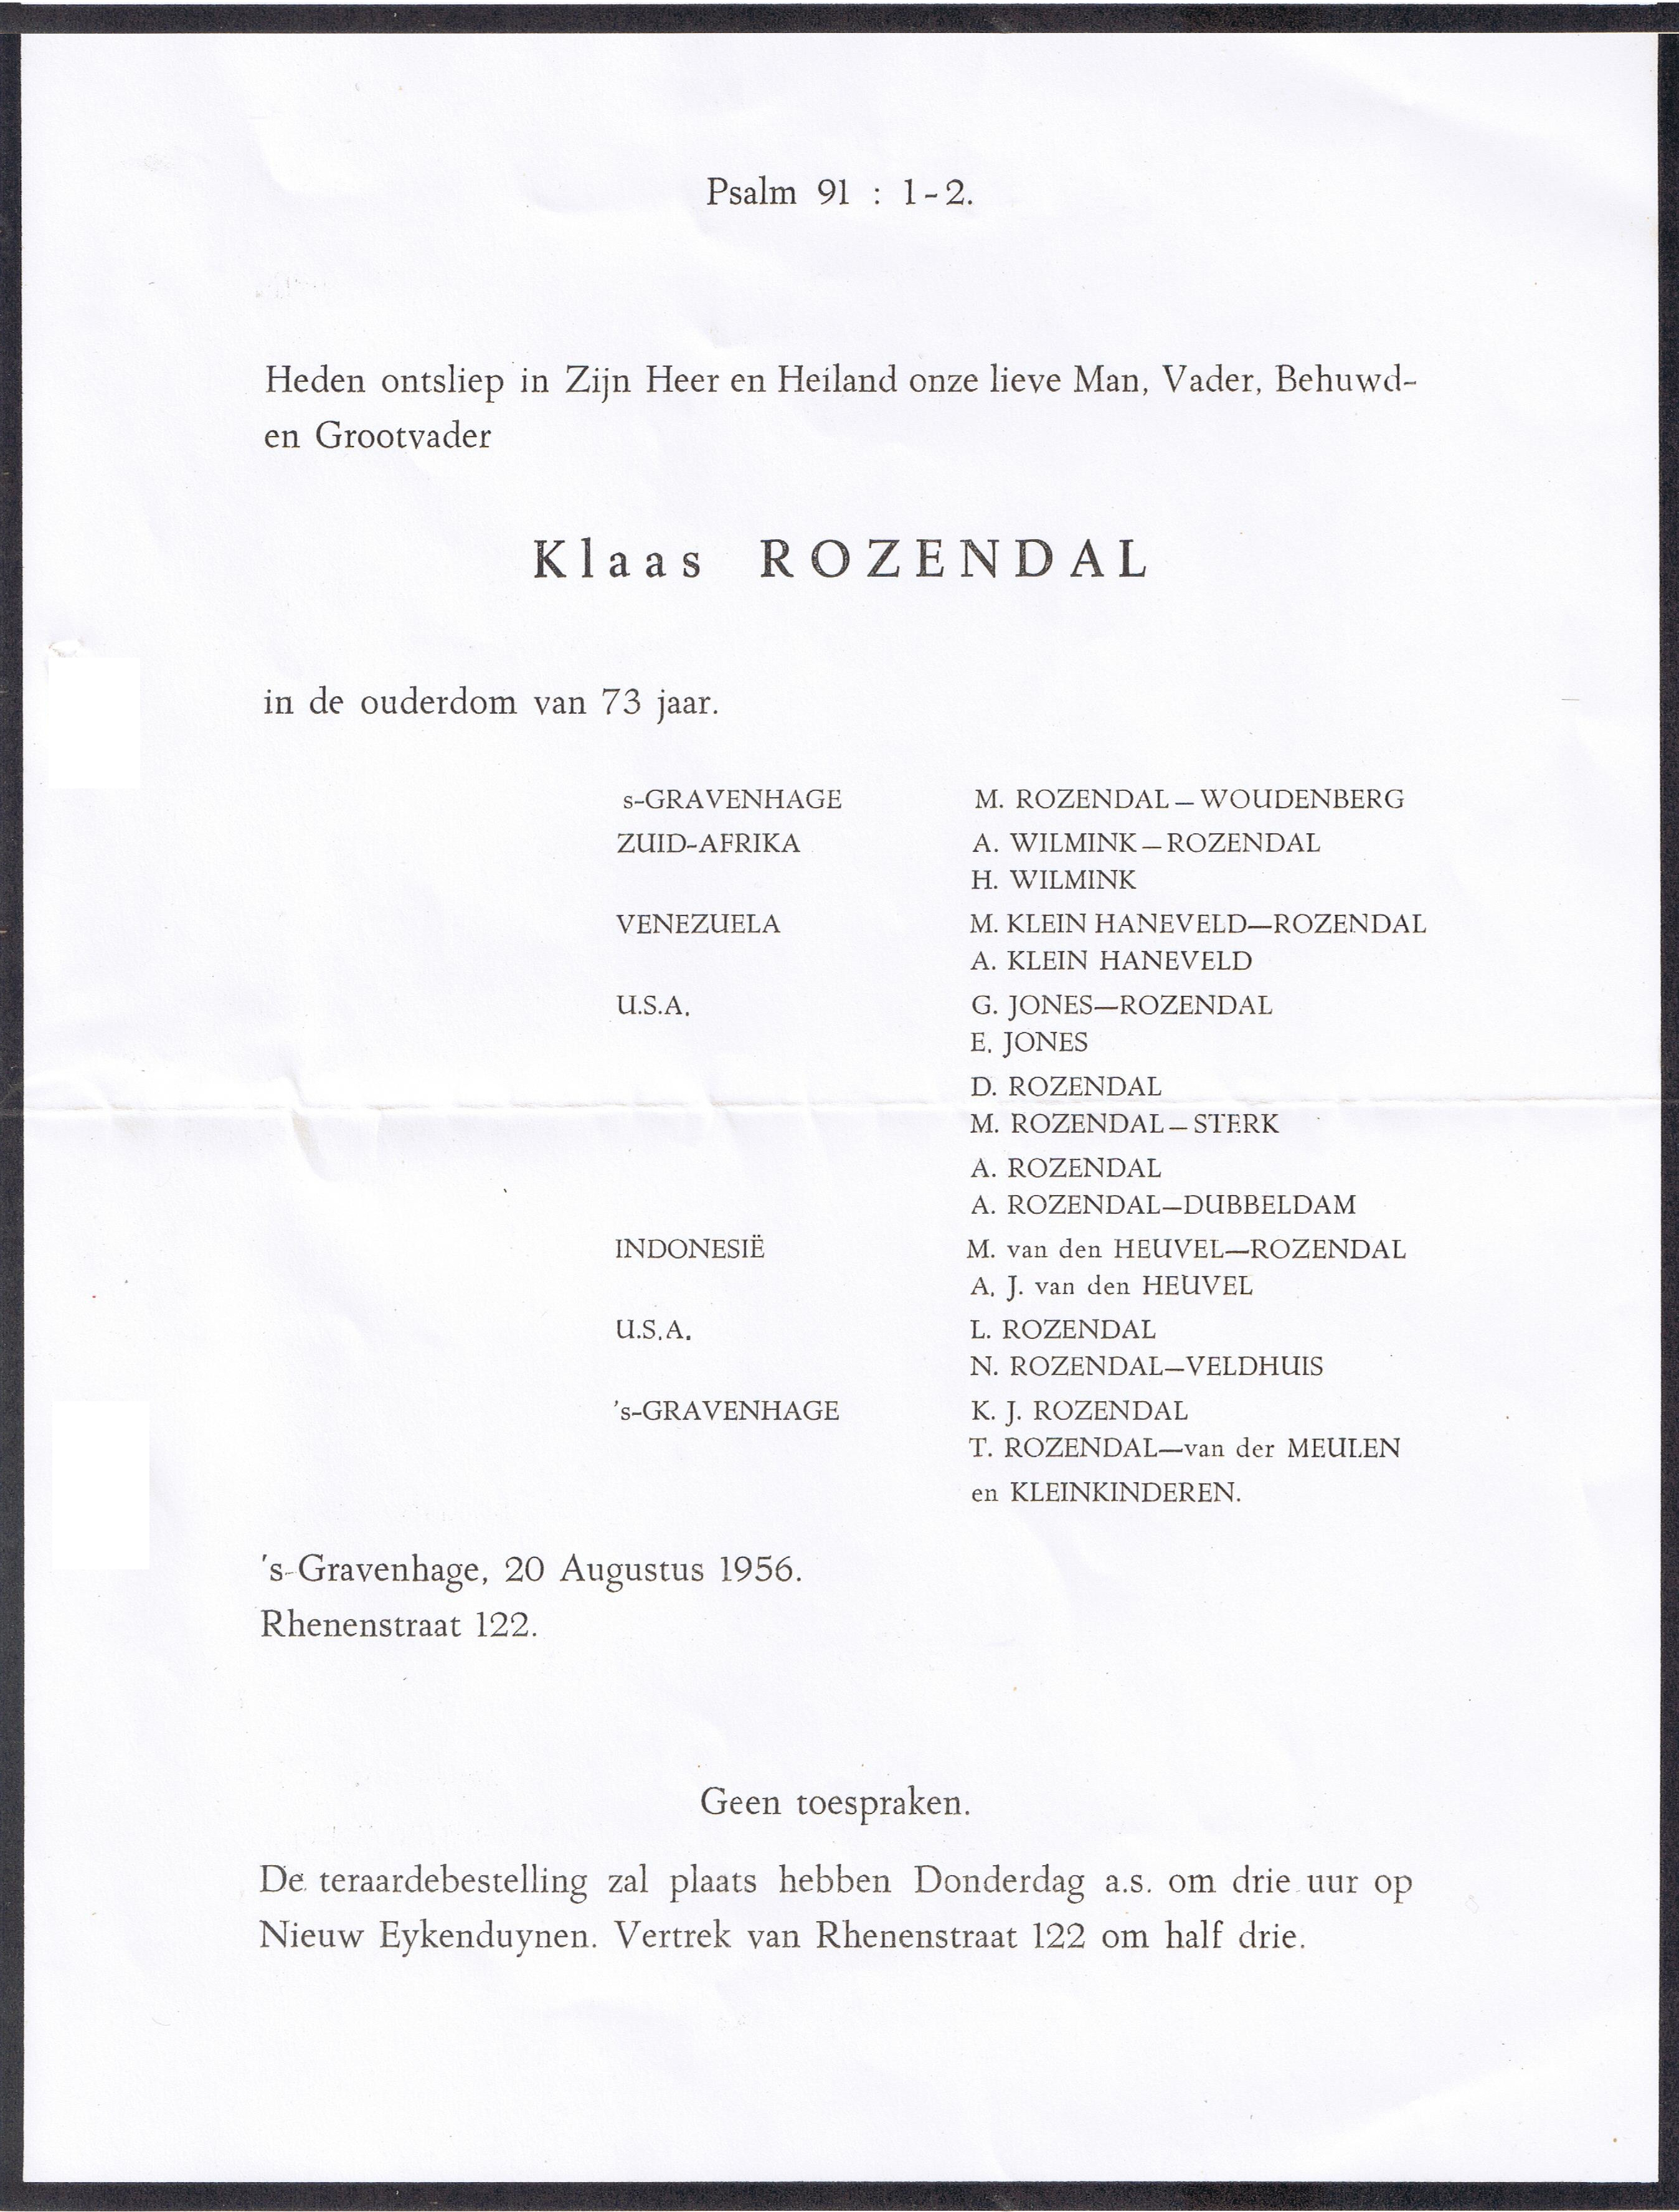 Psalm 91 : 1-2.
Heden ontsliep in Zijn Heer en Heiland onze lieve Man, Vader, Behuwd-
en Grootvader
Klaas ROZENDAL
in de ouderdom van 73 jaar.
s-GRAVENHAGE M. ROZENDAL—WOUDENBERG
ZUID-AFRIKA A. WILMINK—ROZENDAL
H. WILMINK
VENEZUELA M. KLEIN HANEVELD—ROZENDAL
A. KLEIN HANEVELD
U.S.A. G. JONES—ROZENDAL
E. JONES
D. ROZENDAL
M. ROZENDAL—STERK
A. ROZENDAL
A. ROZENDAL—DUBBELDAM
INDONESIË M. van den HEUVEL—ROZENDAL
A. J. van den HEUVEL
U.S.A. L. ROZENDAL
N. ROZENDAL—VELDHUIS
's-GRAVENHAGE K. J. ROZENDAL
T. ROZENDAL—van der MEULEN
en KLEINKINDEREN.
's-Gravenhage, 20 Augustus 1956.
Rhenenstraat 122.
Geen toespraken.
De teraardebestelling zal plaats hebben Donderdag a.s. om drie uur op
Nieuw Eykenduynen. Vertrek van Rhenenstraat 122 om half drie.